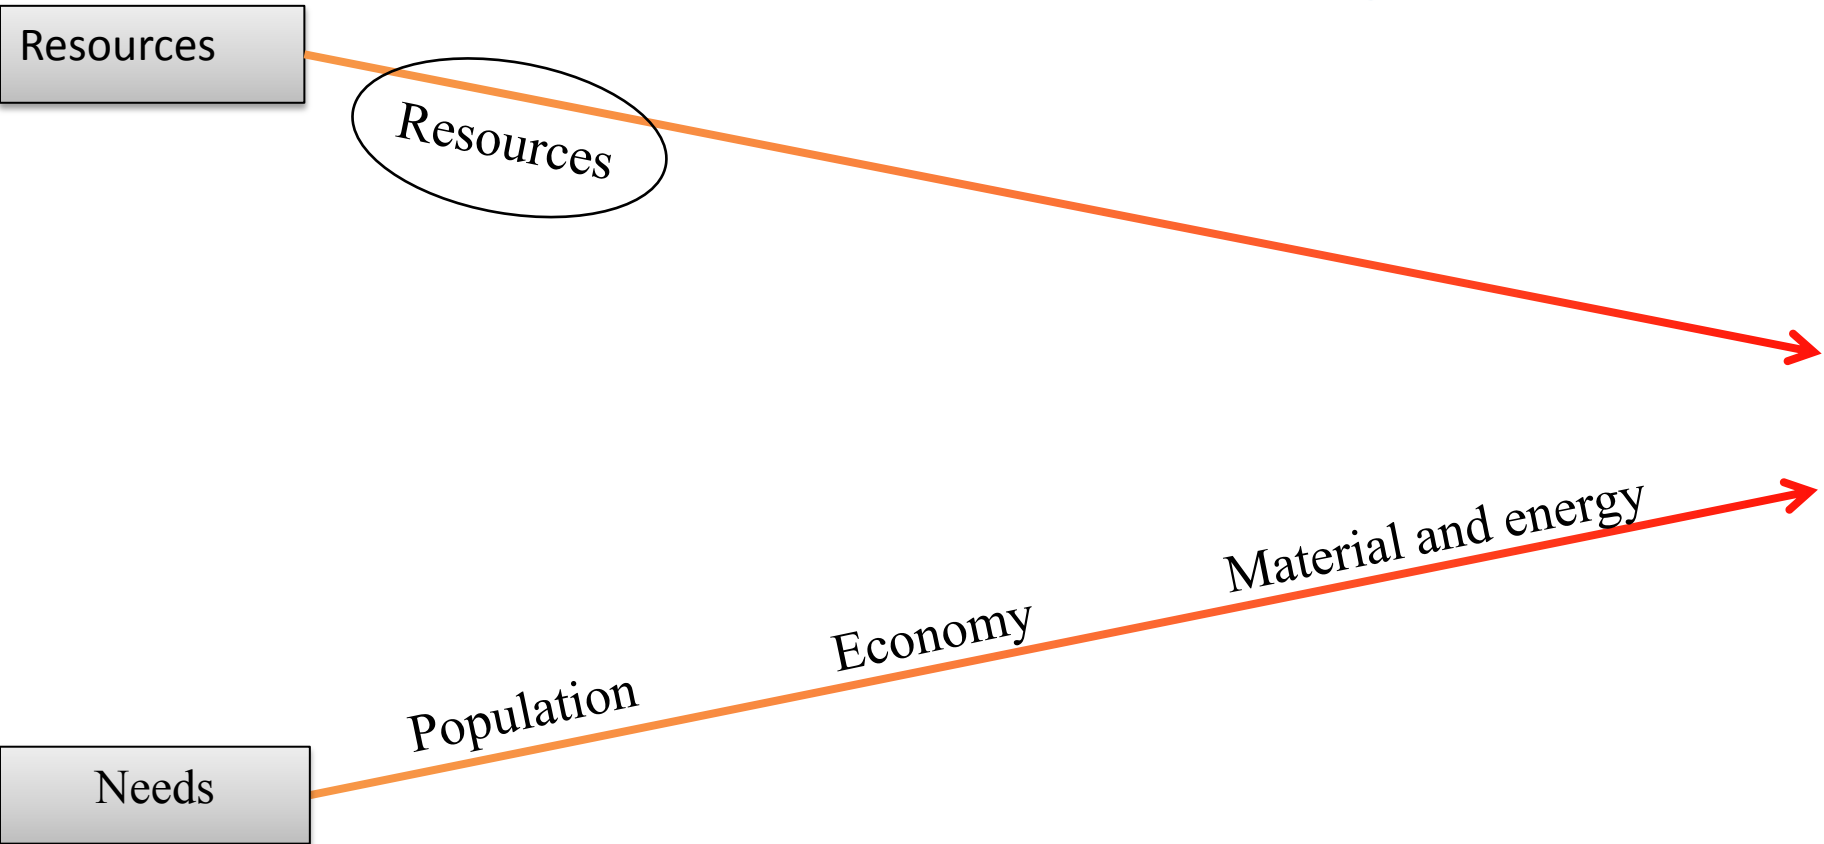 Resources
Resources
Material and energy
Economy
Population
Needs